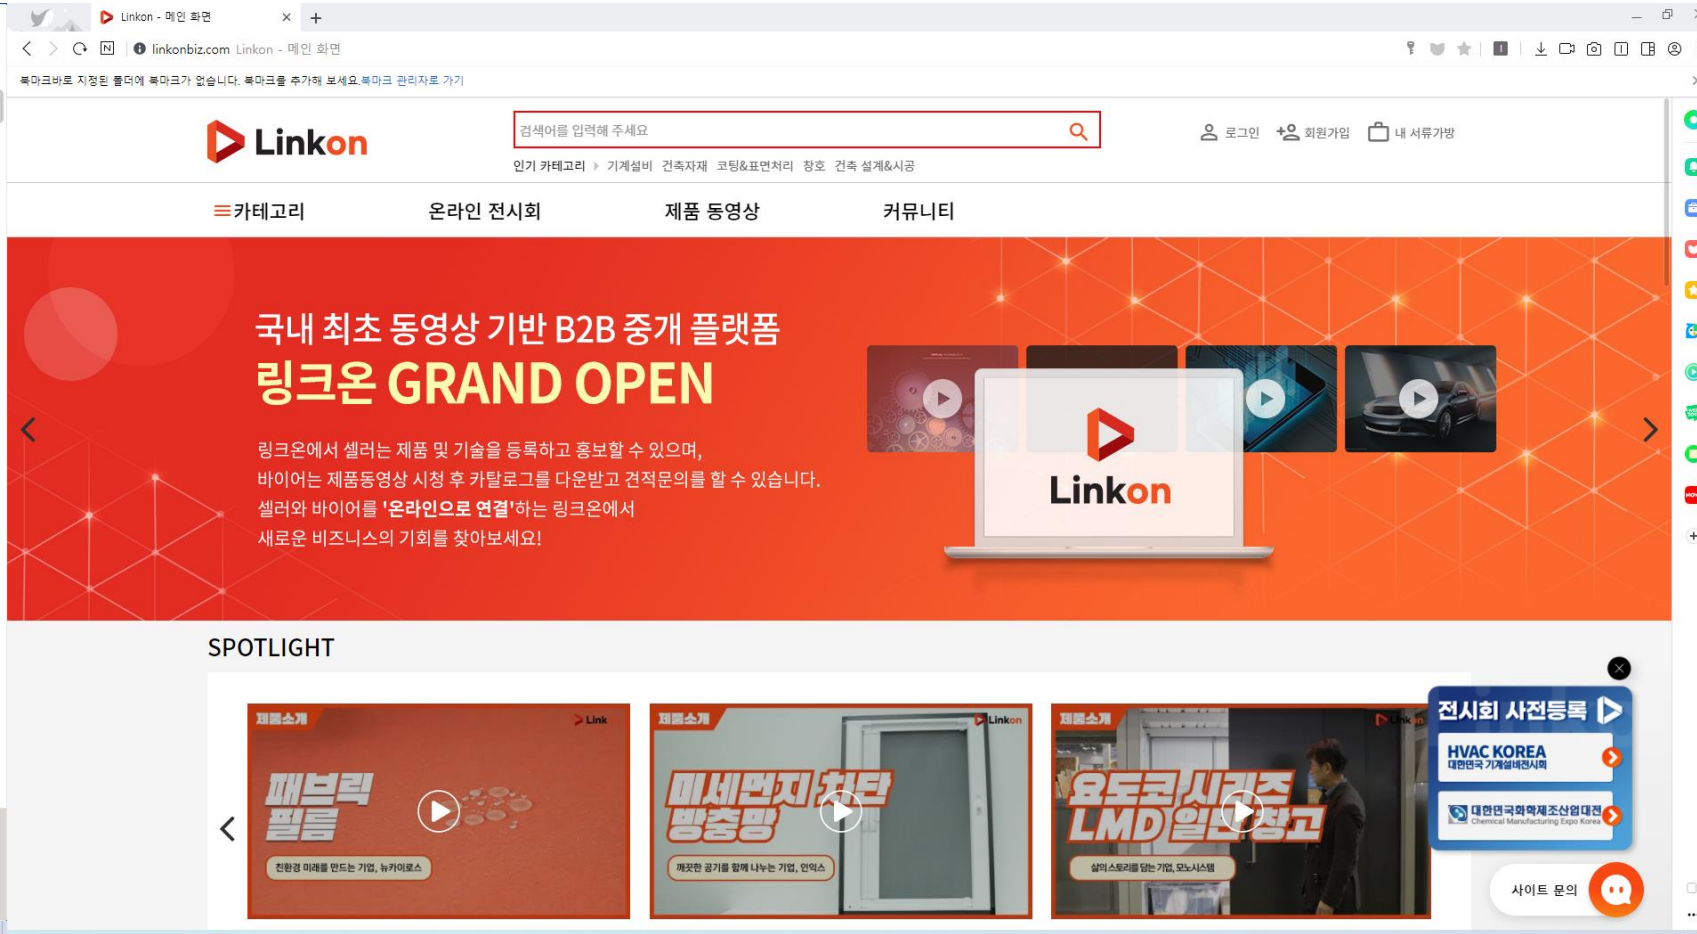 Linkon - 메인 화면
linkonbiz.com Linkon - 메인 화면
북마크바로 지정된 폴더에 북마크가 없습니다. 북마크를 추가해 보세요.북마크 관리자로 가기
Linkon
검색어를 입력해 주세요
로그인 회원가입 내 서류가방
인기 카테고리 기계설비 건축자재 코팅&표면처리 창호 건축 설계&시공
카테고리 온라인 전시회 제품 동영상 커뮤니티
국내 최초 동영상 기반 B2B 중개 플랫폼
링크온 GRAND OPEN
링크온에서 셀러는 제품 및 기술을 등록하고 홍보할 수 있으며,
바이어는 제품동영상 시청 후 카탈로그를 다운받고 견적문의를 할 수 있습니다.
셀러와 바이어를 '온라인으로 연결'하는 링크온에서
새로운 비즈니스의 기회를 찾아보세요!
Linkon
SPOTLIGHT
제품소개
Link
패브릭
필름
친환경 미래를 만드는 기업, 뉴카이로스
제품소개
Linkon
미세먼지 차단
방충망
깨끗한 공기를 함께 나누는 기업, 인익스
제품소개
요도코 시리즈
LMD 일반 창고
삶의 스토리를 담는 기업, 모노시스템
전시회 사전등록
HVAC KOREA
대한민국 기계설비전시회
대한민국화학제조산업대전
Chemical Manufacturing Expo Korea
사이트 문의